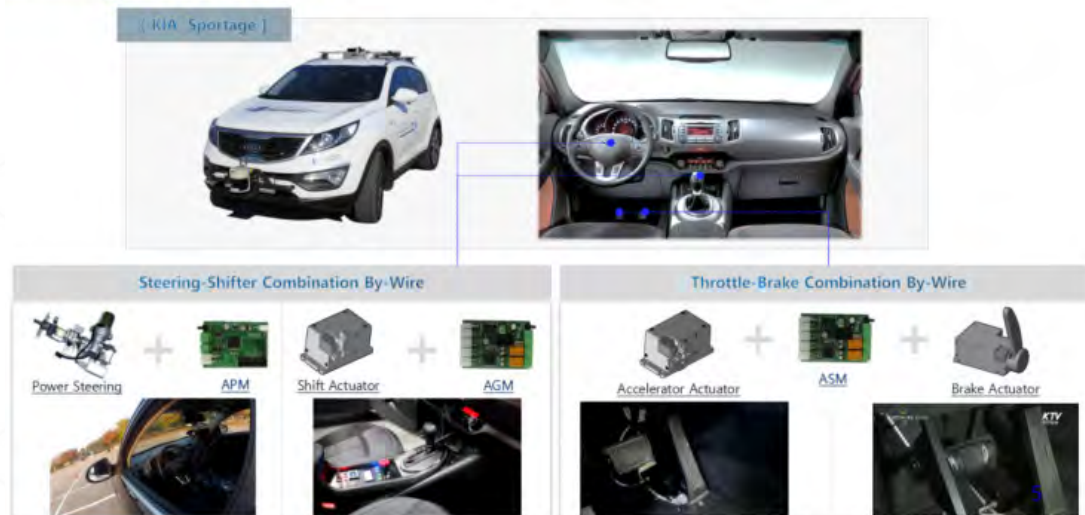 [ KIA Sportage ]
Steering-Shifter Combination By-Wire
Throttle-Brake Combination By-Wire
Power Steering
APM
Shift Actuator
AGM
Accelerator Actuator
ASM
Brake Actuator
KTV
5